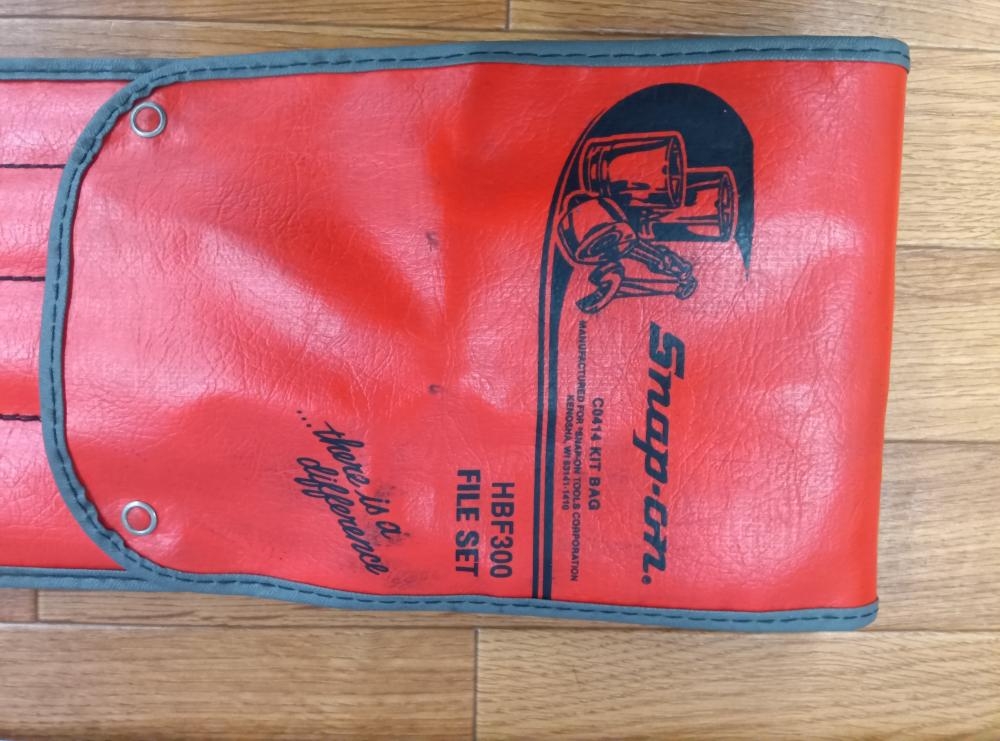 Snap-on®
C0414 KIT BAG
MANUFACTURED FOR "SNAP-ON TOOLS CORPORATION
KENOSHA, WI 53141-1410
HBF300
FILE SET
...there is a
difference